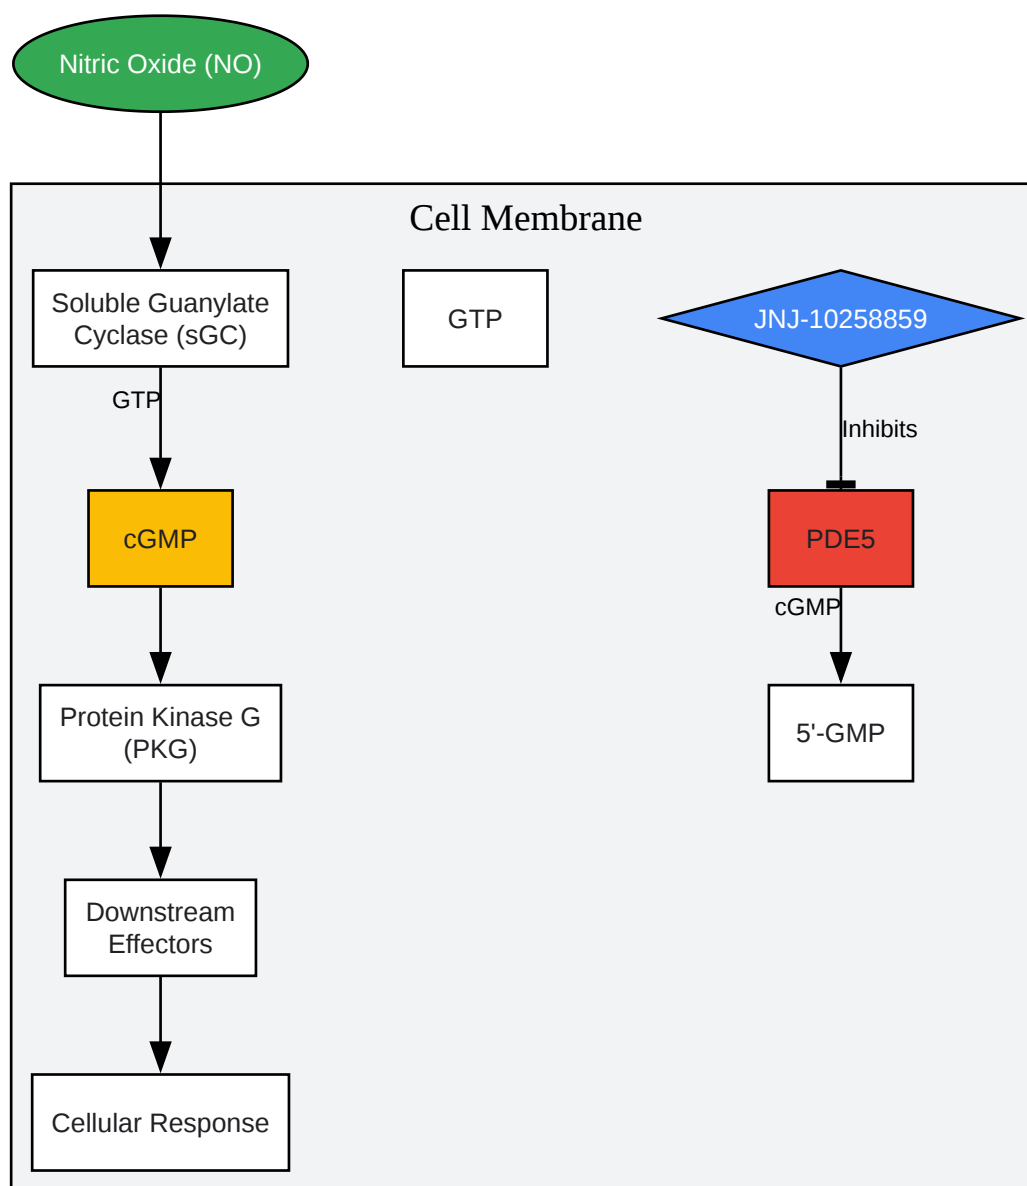 Nitric Oxide (NO)
Cell Membrane
Soluble Guanylate
Cyclase (sGC)
GTP
JNJ-10258859
GTP
Inhibits
cGMP
PDE5
cGMP
Protein Kinase G
(PKG)
5'-GMP
Downstream
Effectors
Cellular Response